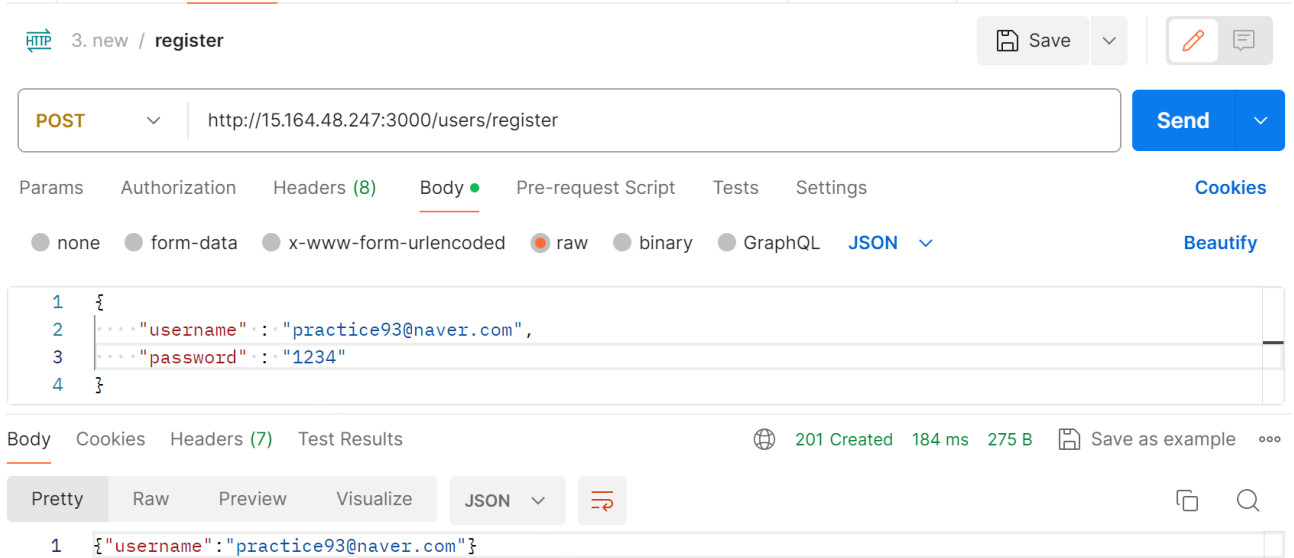 HTTP 3. new / register Save
POST http://15.164.48.247:3000/users/register Send
Params Authorization Headers (8) Body Pre-request Script Tests Settings Cookies
none form-data x-www-form-urlencoded raw binary GraphQL JSON Beautify
1 {
2 "username" : "practice93@naver.com",
3 "password" : "1234"
4 }
Body Cookies Headers (7) Test Results 201 Created 184 ms 275 B Save as example
Pretty Raw Preview Visualize JSON
1 {"username":"practice93@naver.com"}